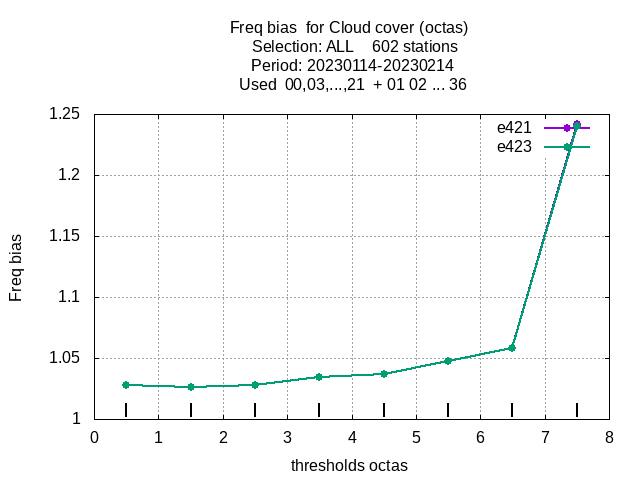 Freq bias  for Cloud cover (octas)
Selection: ALL    602 stations
Period: 20230114-20230214
Used  00,03,...,21  + 01 02 ... 36
1.25
e421
e423
1.2
1.15
Freq bias
1.1
1.05
1
0 1 2 3 4 5 6 7 8
thresholds octas